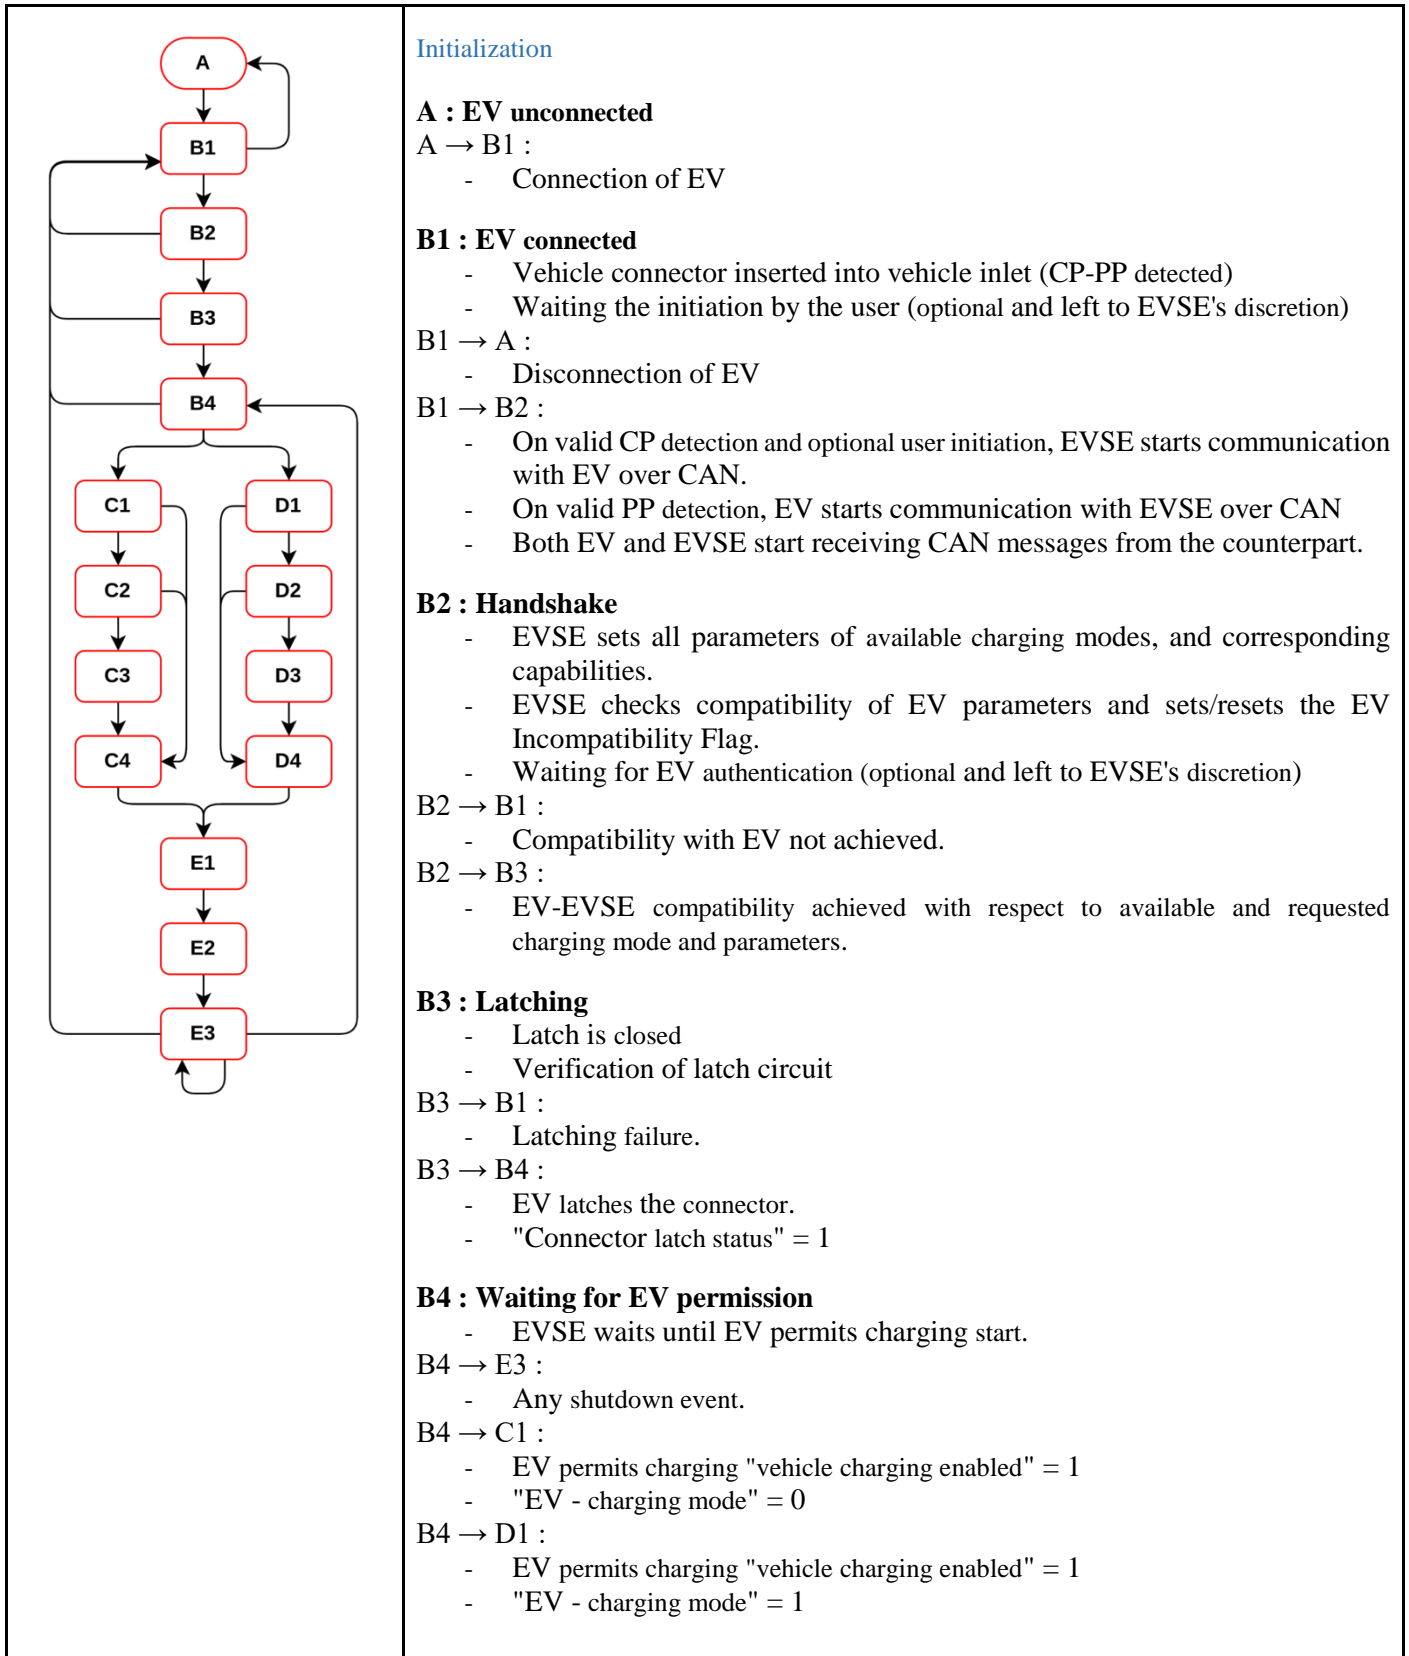 A
B1
B2
B3
B4
C1
D1
C2
D2
C3
D3
C4
D4
E1
E2
E3
Initialization
A : EV unconnected
A → B1 :
- Connection of EV
B1 : EV connected
- Vehicle connector inserted into vehicle inlet (CP-PP detected)
- Waiting the initiation by the user (optional and left to EVSE's discretion)
B1 → A :
- Disconnection of EV
B1 → B2 :
- On valid CP detection and optional user initiation, EVSE starts communication
with EV over CAN.
- On valid PP detection, EV starts communication with EVSE over CAN
- Both EV and EVSE start receiving CAN messages from the counterpart.
B2 : Handshake
- EVSE sets all parameters of available charging modes, and corresponding
capabilities.
- EVSE checks compatibility of EV parameters and sets/resets the EV
Incompatibility Flag.
- Waiting for EV authentication (optional and left to EVSE's discretion)
B2 → B1 :
- Compatibility with EV not achieved.
B2 → B3 :
- EV-EVSE compatibility achieved with respect to available and requested
charging mode and parameters.
B3 : Latching
- Latch is closed
- Verification of latch circuit
B3 → B1 :
- Latching failure.
B3 → B4 :
- EV latches the connector.
- "Connector latch status" = 1
B4 : Waiting for EV permission
- EVSE waits until EV permits charging start.
B4 → E3 :
- Any shutdown event.
B4 → C1 :
- EV permits charging "vehicle charging enabled" = 1
- "EV - charging mode" = 0
B4 → D1 :
- EV permits charging "vehicle charging enabled" = 1
- "EV - charging mode" = 1